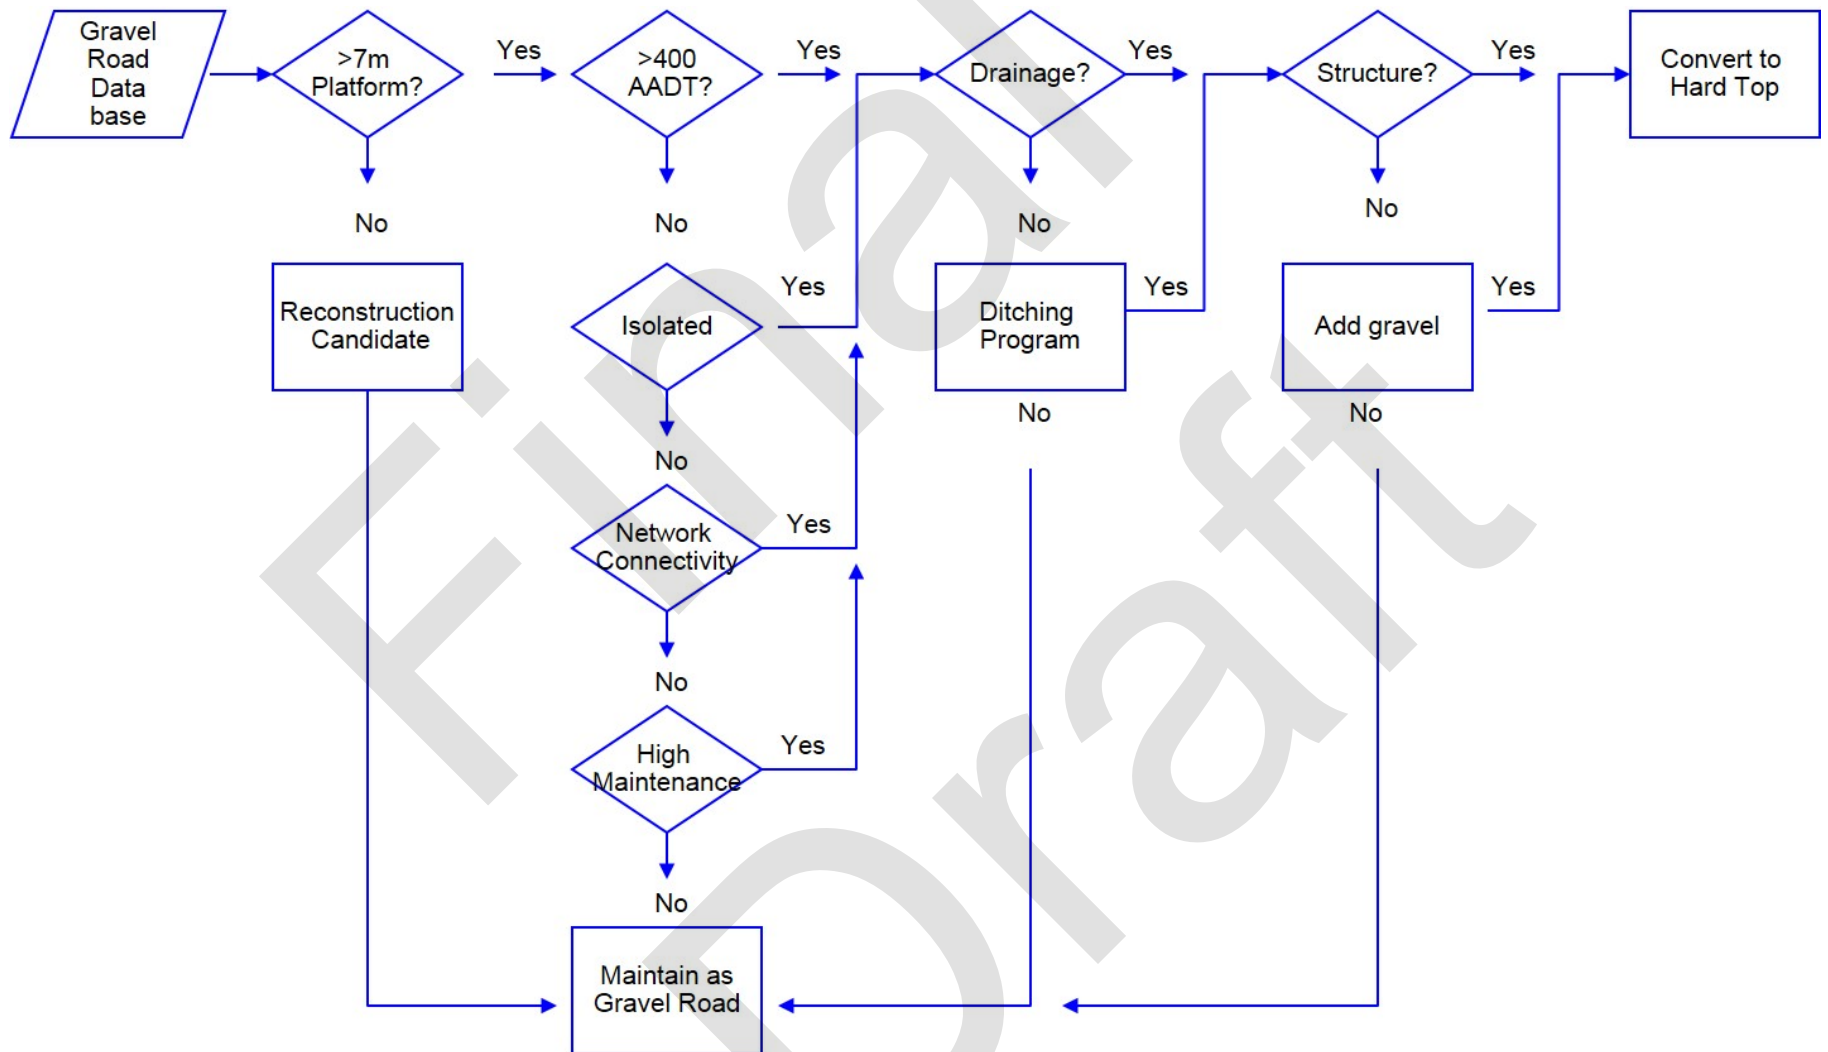 Gravel
Road
Data
base
>7m
Platform?
Yes
>400
AADT?
Yes
Drainage?
Yes
Structure?
Yes
Convert to
Hard Top
No
No
No
No
Reconstruction
Candidate
Isolated
Yes
Ditching
Program
Yes
Add gravel
Yes
No
No
No
Network
Connectivity
Yes
No
High
Maintenance
Yes
No
Maintain as
Gravel Road
Final
Draft